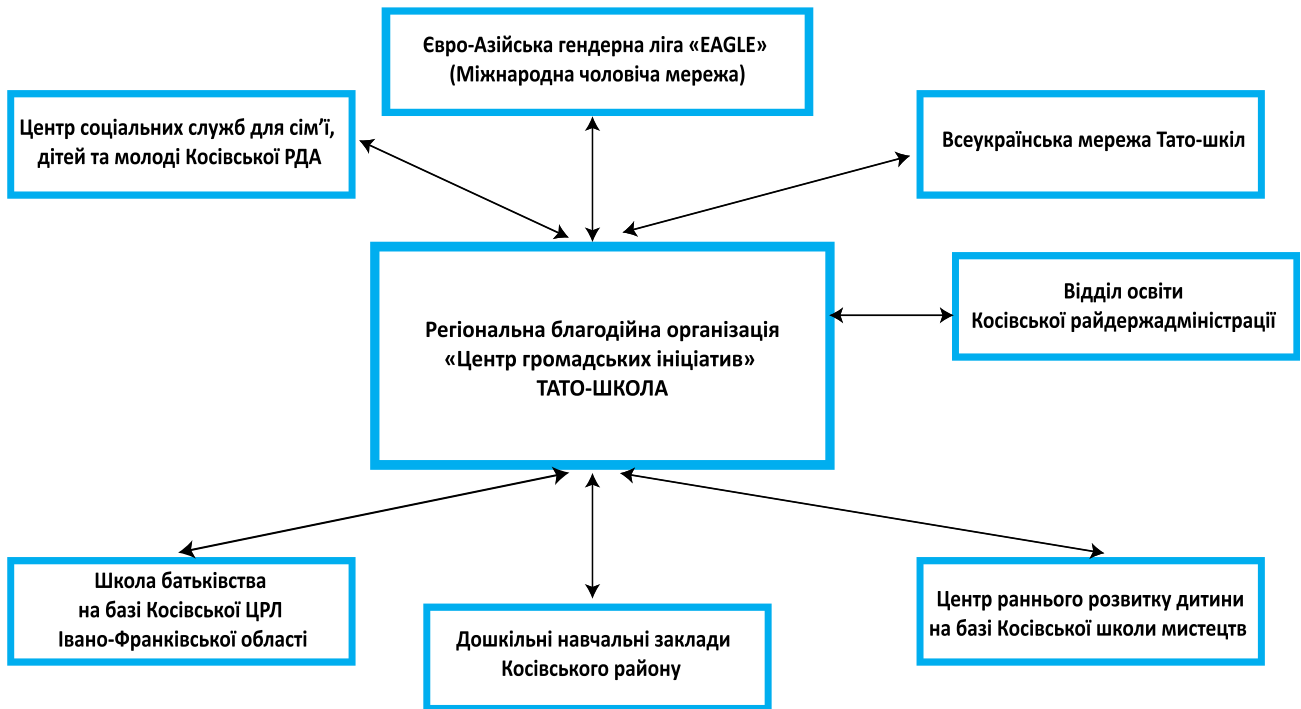 Євро-Азійська гендерна ліга «EAGLE»
(Міжнародна чоловіча мережа)
Центр соціальних служб для сім’ї,
дітей та молоді Косівської РДА
Всеукраїнська мережа Тато-шкіл
Відділ освіти
Косівської райдержадміністрації
Регіональна благодійна організація
«Центр громадських ініціатив»
ТАТО-ШКОЛА
Школа батьківства
на базі Косівської ЦРЛ
Івано-Франківської області
Дошкільні навчальні заклади
Косівського району
Центр раннього розвитку дитини
на базі Косівської школи мистецтв